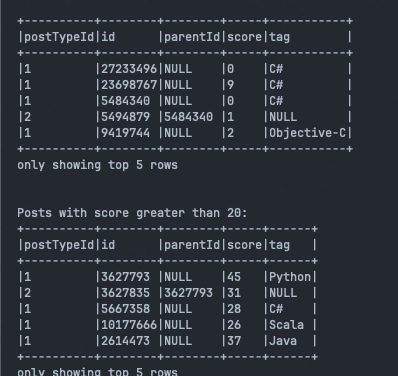 +----------+--------+--------+-----+-----------+
|postTypeId|id      |parentId|score|tag        |
+----------+--------+--------+-----+-----------+
|1         |27233496|NULL    |0    |C#         |
|1         |23698767|NULL    |9    |C#         |
|1         |5484340 |NULL    |0    |C#         |
|2         |5494879 |5484340 |1    |NULL       |
|1         |9419744 |NULL    |2    |Objective-C|
+----------+--------+--------+-----+-----------+
only showing top 5 rows
Posts with score greater than 20:
+----------+--------+--------+-----+------+
|postTypeId|id      |parentId|score|tag   |
+----------+--------+--------+-----+------+
|1         |3627793 |NULL    |45   |Python|
|2         |3627835 |3627793 |31   |NULL  |
|1         |5667358 |NULL    |28   |C#    |
|1         |10177666|NULL    |26   |Scala |
|1         |2614473 |NULL    |37   |Java  |
+----------+--------+--------+-----+------+
only showing top 5 rows